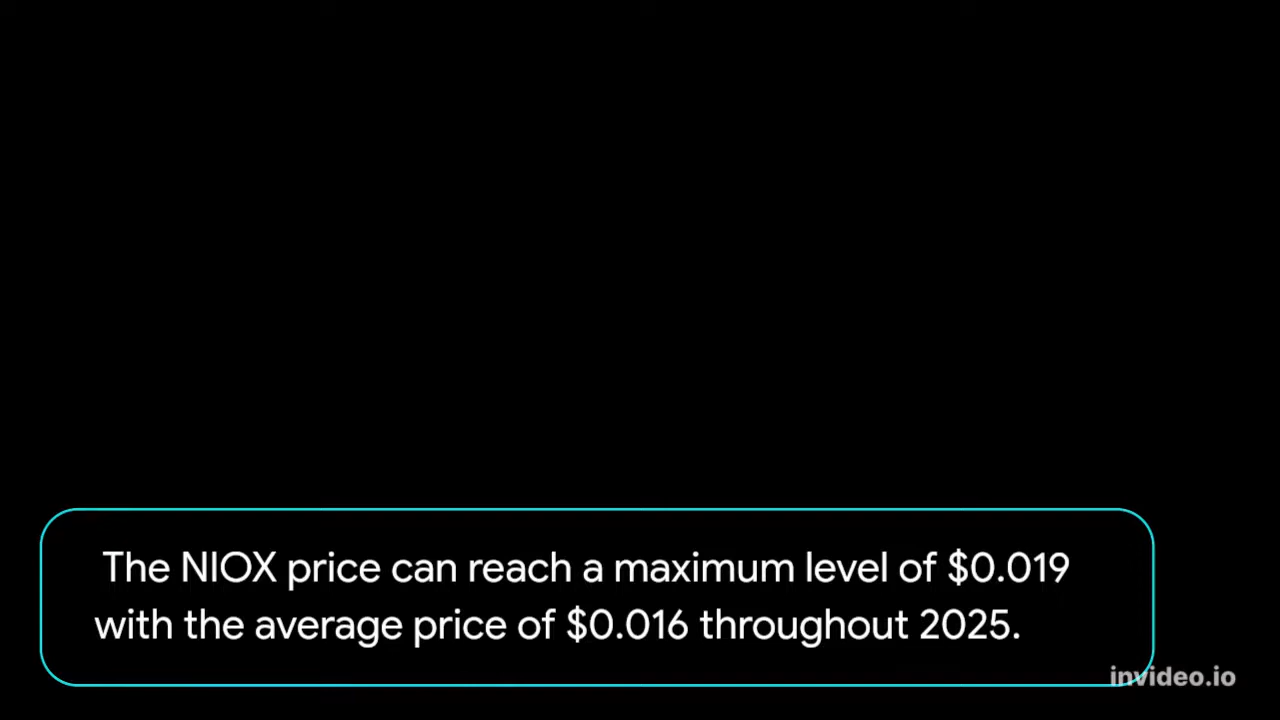 The NIOX price can reach a maximum level of $0.019
with the average price of $0.016 throughout 2025.
invideo.io